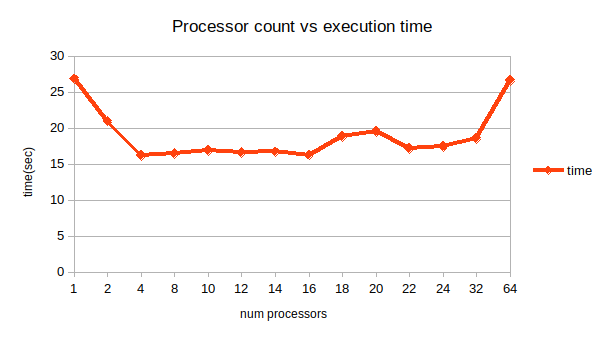 Processor count vs execution time
30
25
20
15
10
5
0
time(sec)
1 2 4 8 10 12 14 16 18 20 22 24 32 64
num processors
time